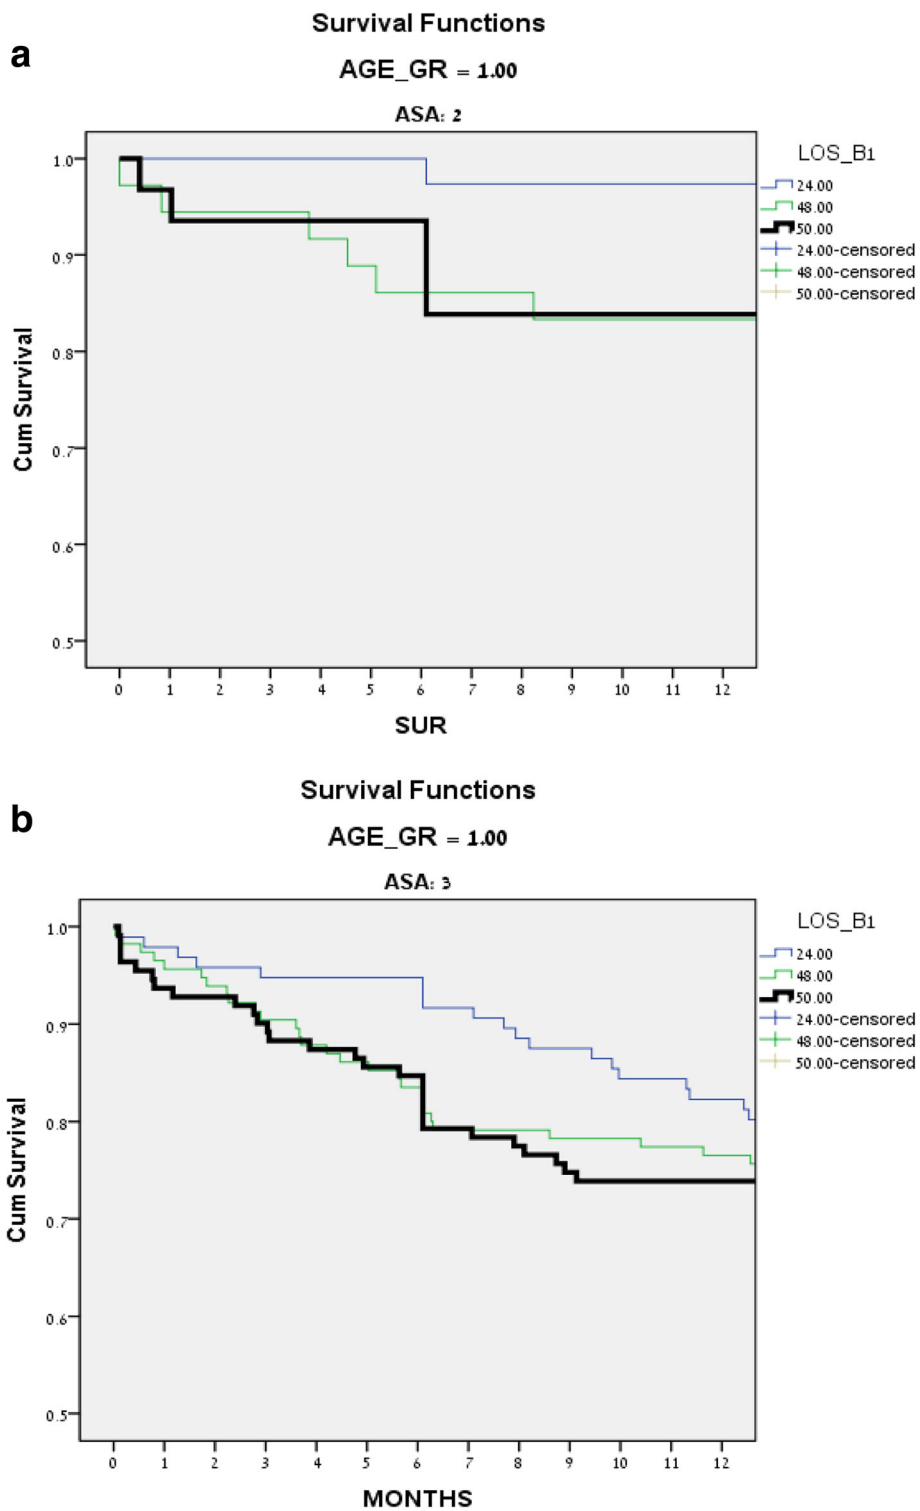 a
Survival Functions
AGE_GR = 1.00
ASA: 2
LOS_B1
24.00
48.00
50.00
24.00-censored
48.00-censored
50.00-censored
Cum Survival
1.0
0.9
0.8
0.7
0.6
0.5
0 1 2 3 4 5 6 7 8 9 10 11 12
SUR
b
Survival Functions
AGE_GR = 1.00
ASA: 3
LOS_B1
24.00
48.00
50.00
24.00-censored
48.00-censored
50.00-censored
Cum Survival
1.0
0.9
0.8
0.7
0.6
0.5
0 1 2 3 4 5 6 7 8 9 10 11 12
MONTHS